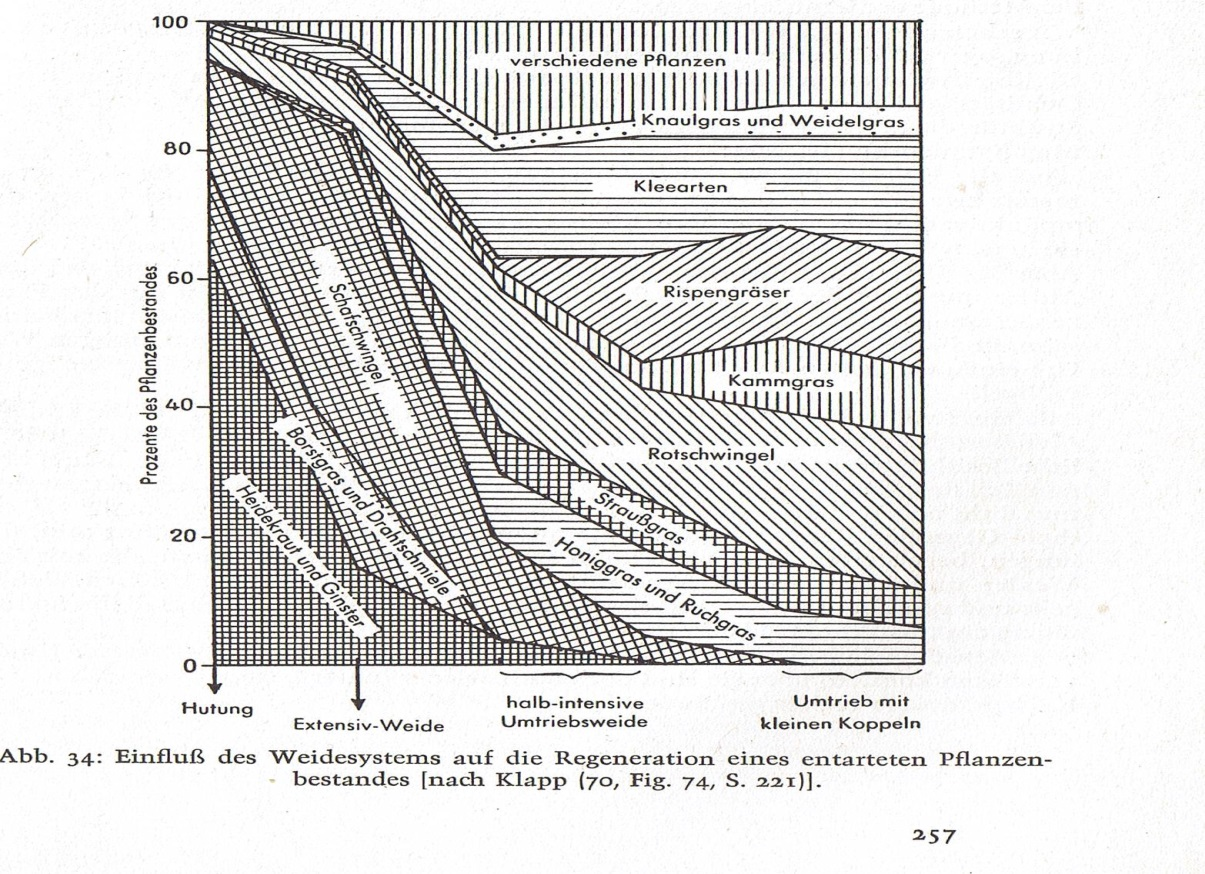 100
80
60
40
20
0
Prozente des Pflanzenbestandes
verschiedene Pflanzen
Knaulgras und Weidelgras
Kleearten
Rispengräser
Kammgras
Rotschwingel
Straußgras
Honiggras und Ruchgras
Schafschwingel
Borstgras und Drahtschmiele
Heidekraut und Ginster
Hutung
Extensiv-Weide
halb-intensive
Umtriebsweide
Umtrieb mit
kleinen Koppeln
Abb. 34: Einfluß des Weidesystems auf die Regeneration eines entarteten Pflanzen-
bestandes [nach Klapp (70, Fig. 74, S. 221)].
257